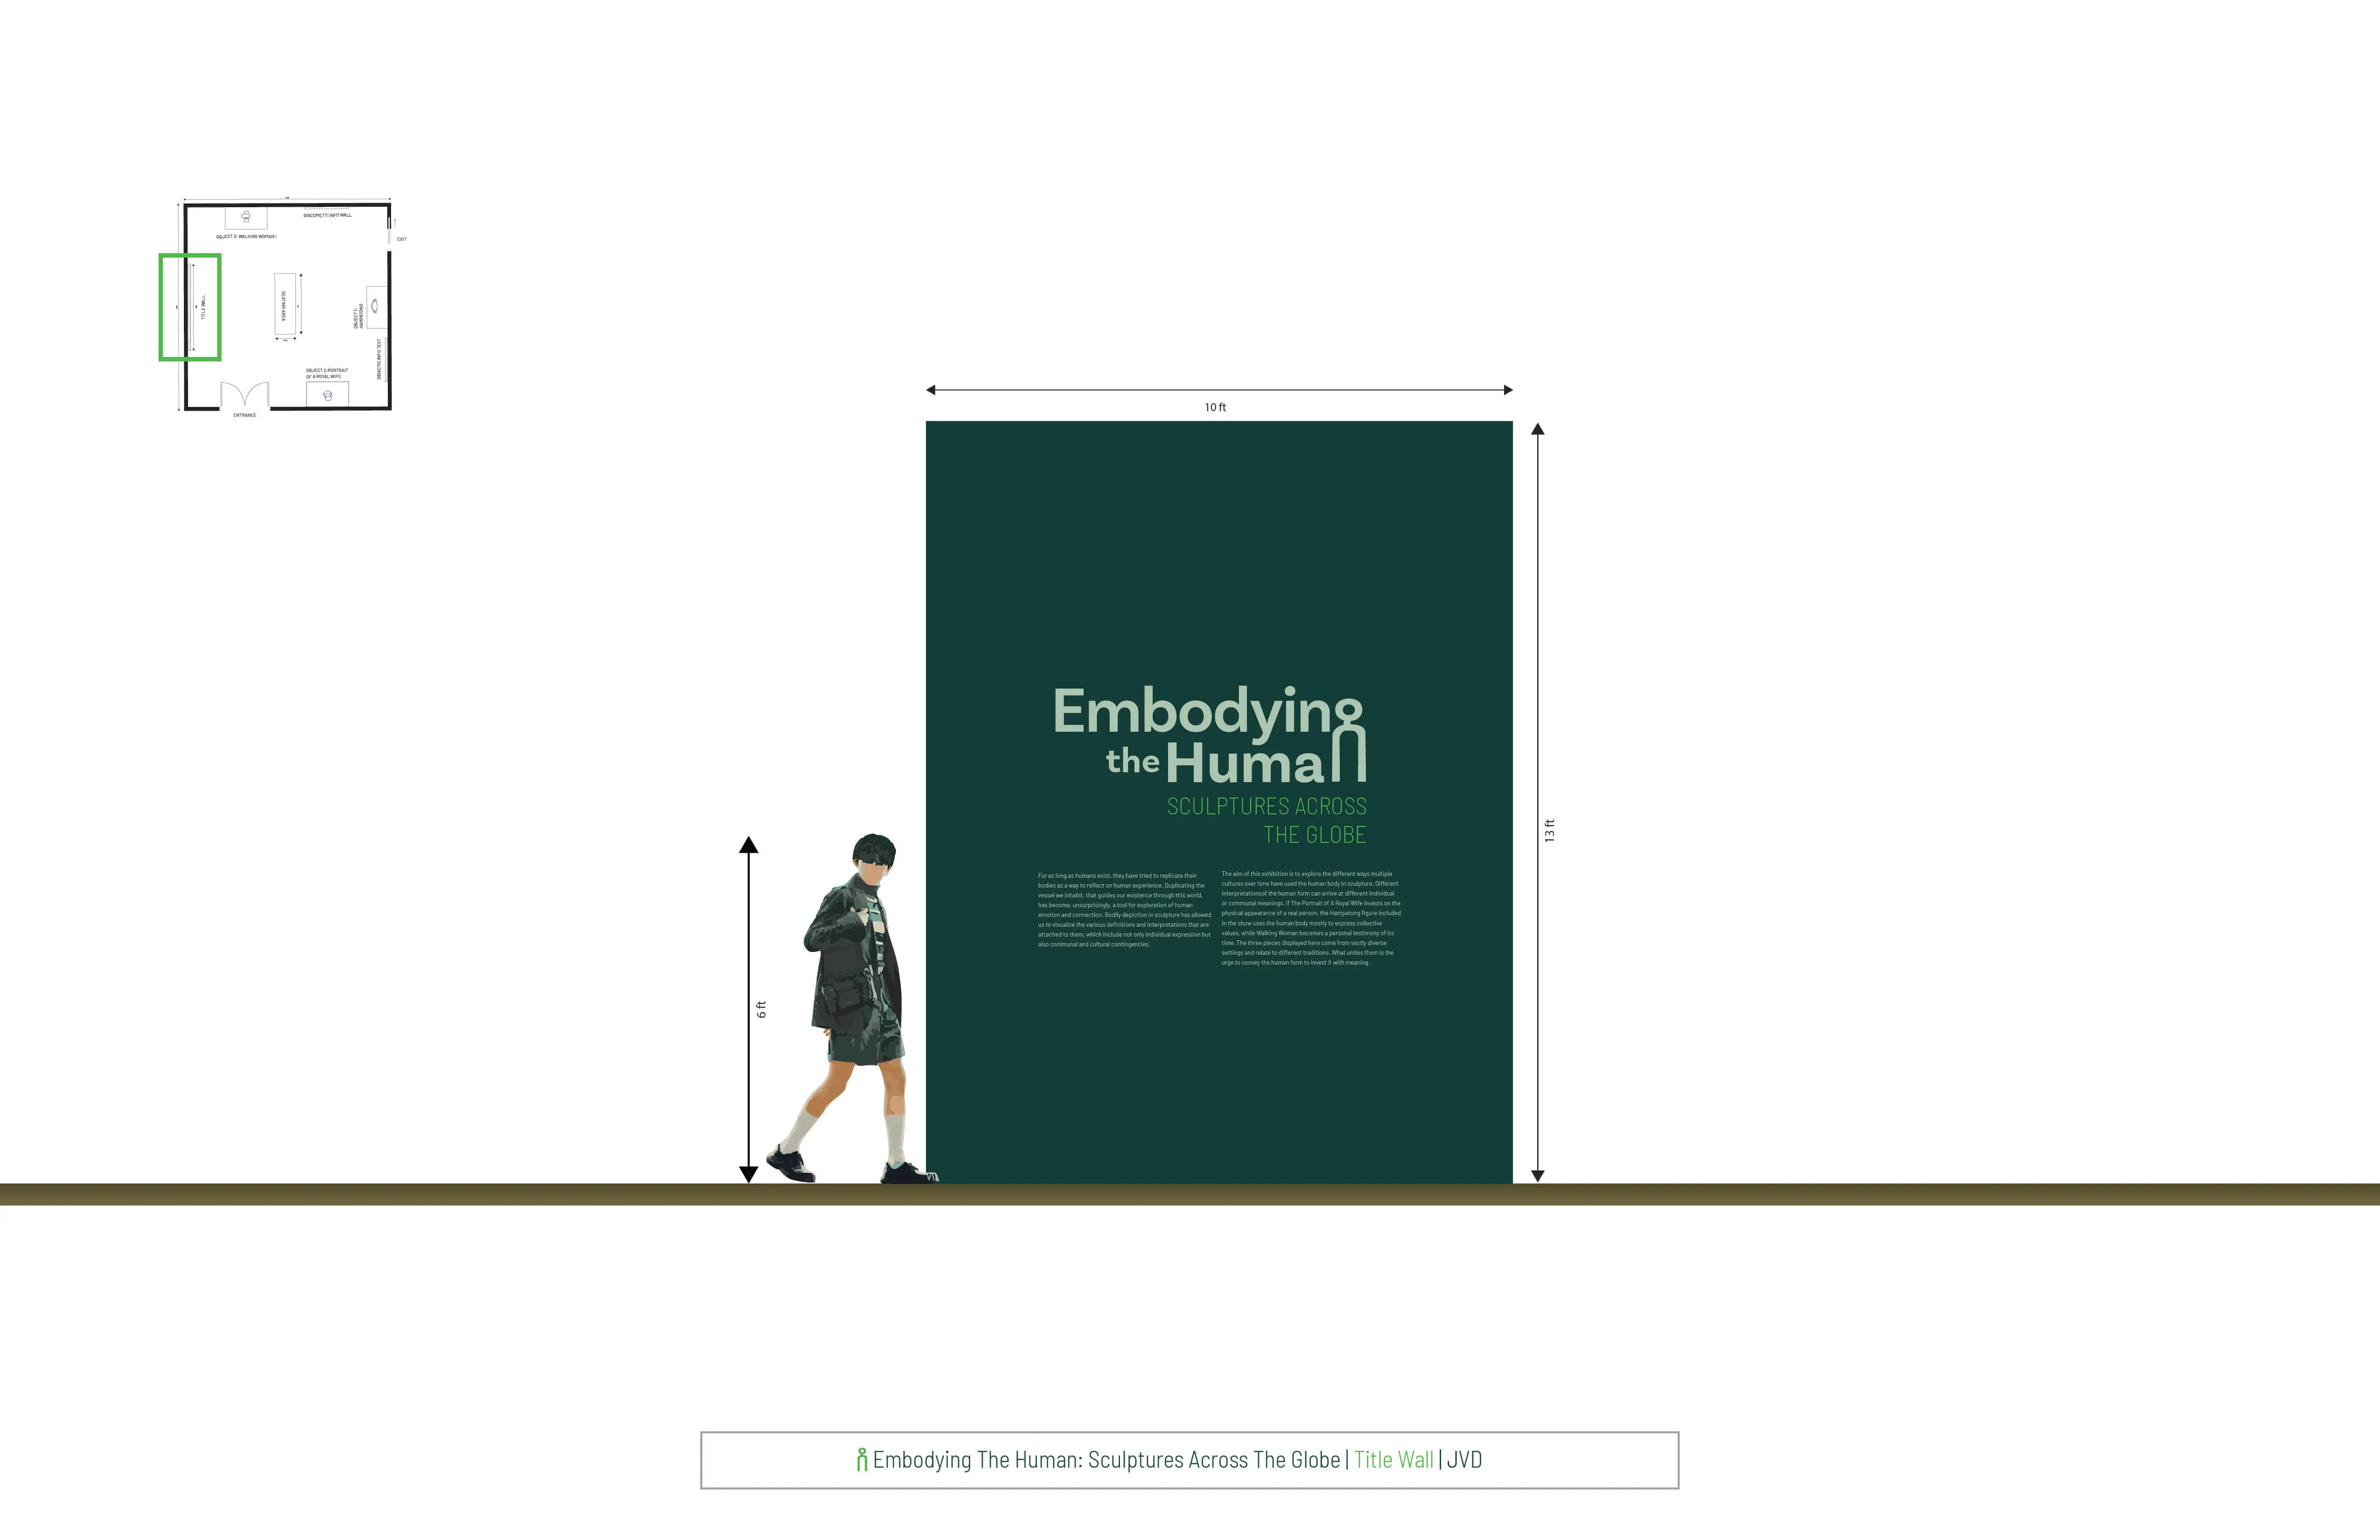 GIACOMETTI INFO WALL
OBJECT 3: WALKING WOMAN I
EXIT
TITLE WALL
SEATING AREA
OBJECT 1:
HAMPATONG
DIDACTIC INFO TEXT
OBJECT 2:PORTRAIT
OF A ROYAL WIFE
ENTRANCE
10 ft
13 ft
6 ft
Embodying
the Human
SCULPTURES ACROSS
THE GLOBE
For as long as humans exist, they have tried to replicate their
bodies as a way to reflect on human experience. Duplicating the
vessel we inhabit, that guides our existence through this world,
has become, unsurprisingly, a tool for exploration of human
emotion and connection. Bodily depiction in sculpture has allowed
us to visualize the various definitions and interpretations that are
attached to them, which include not only individual expression but
also communal and cultural contingencies.
The aim of this exhibition is to explore the different ways multiple
cultures over time have used the human body in sculpture. Different
interpretationsof the human form can arrive at different individual
or communal meanings. If The Portrait of A Royal Wife invests on the
physical appearance of a real person, the Hampatong figure included
in the show uses the human body mostly to express collective
values, while Walking Woman becomes a personal testimony of its
time. The three pieces displayed here come from vastly diverse
settings and relate to different traditions. What unites them is the
urge to convey the human form to invest it with meaning.
Embodying The Human: Sculptures Across The Globe | Title Wall | JVD